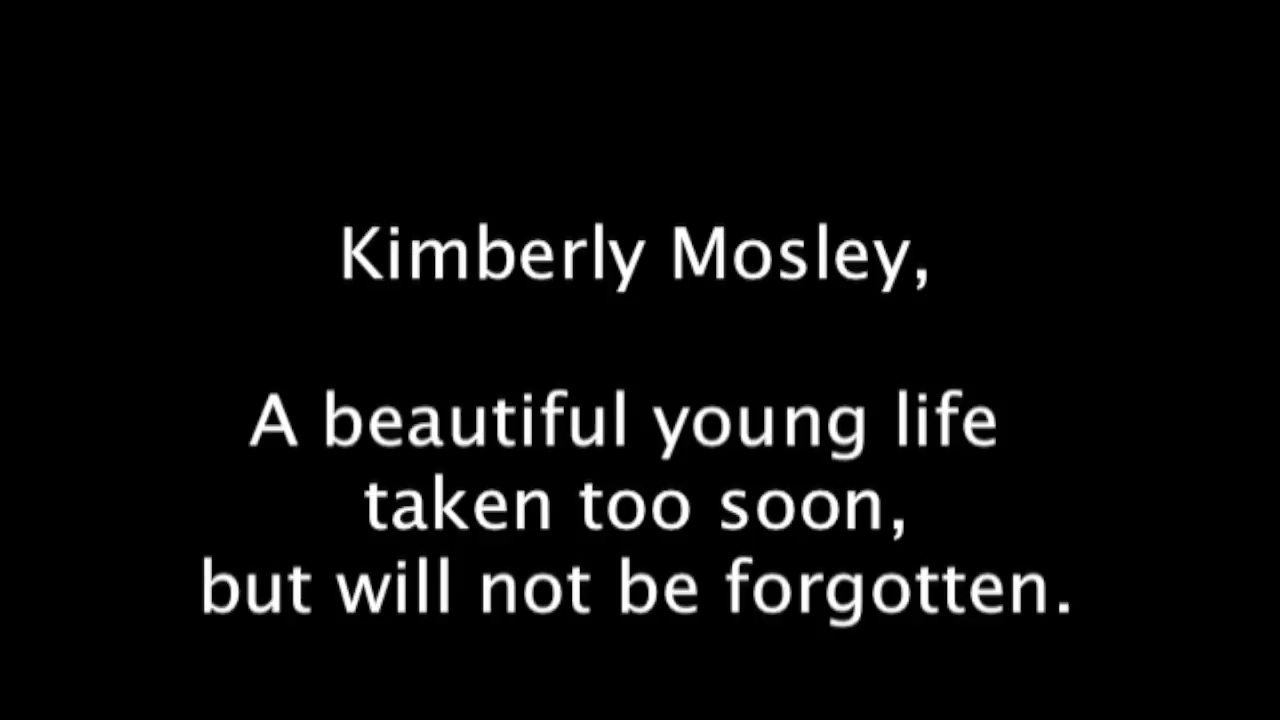 Kimberly Mosley,
A beautiful young life
taken too soon,
but will not be forgotten.